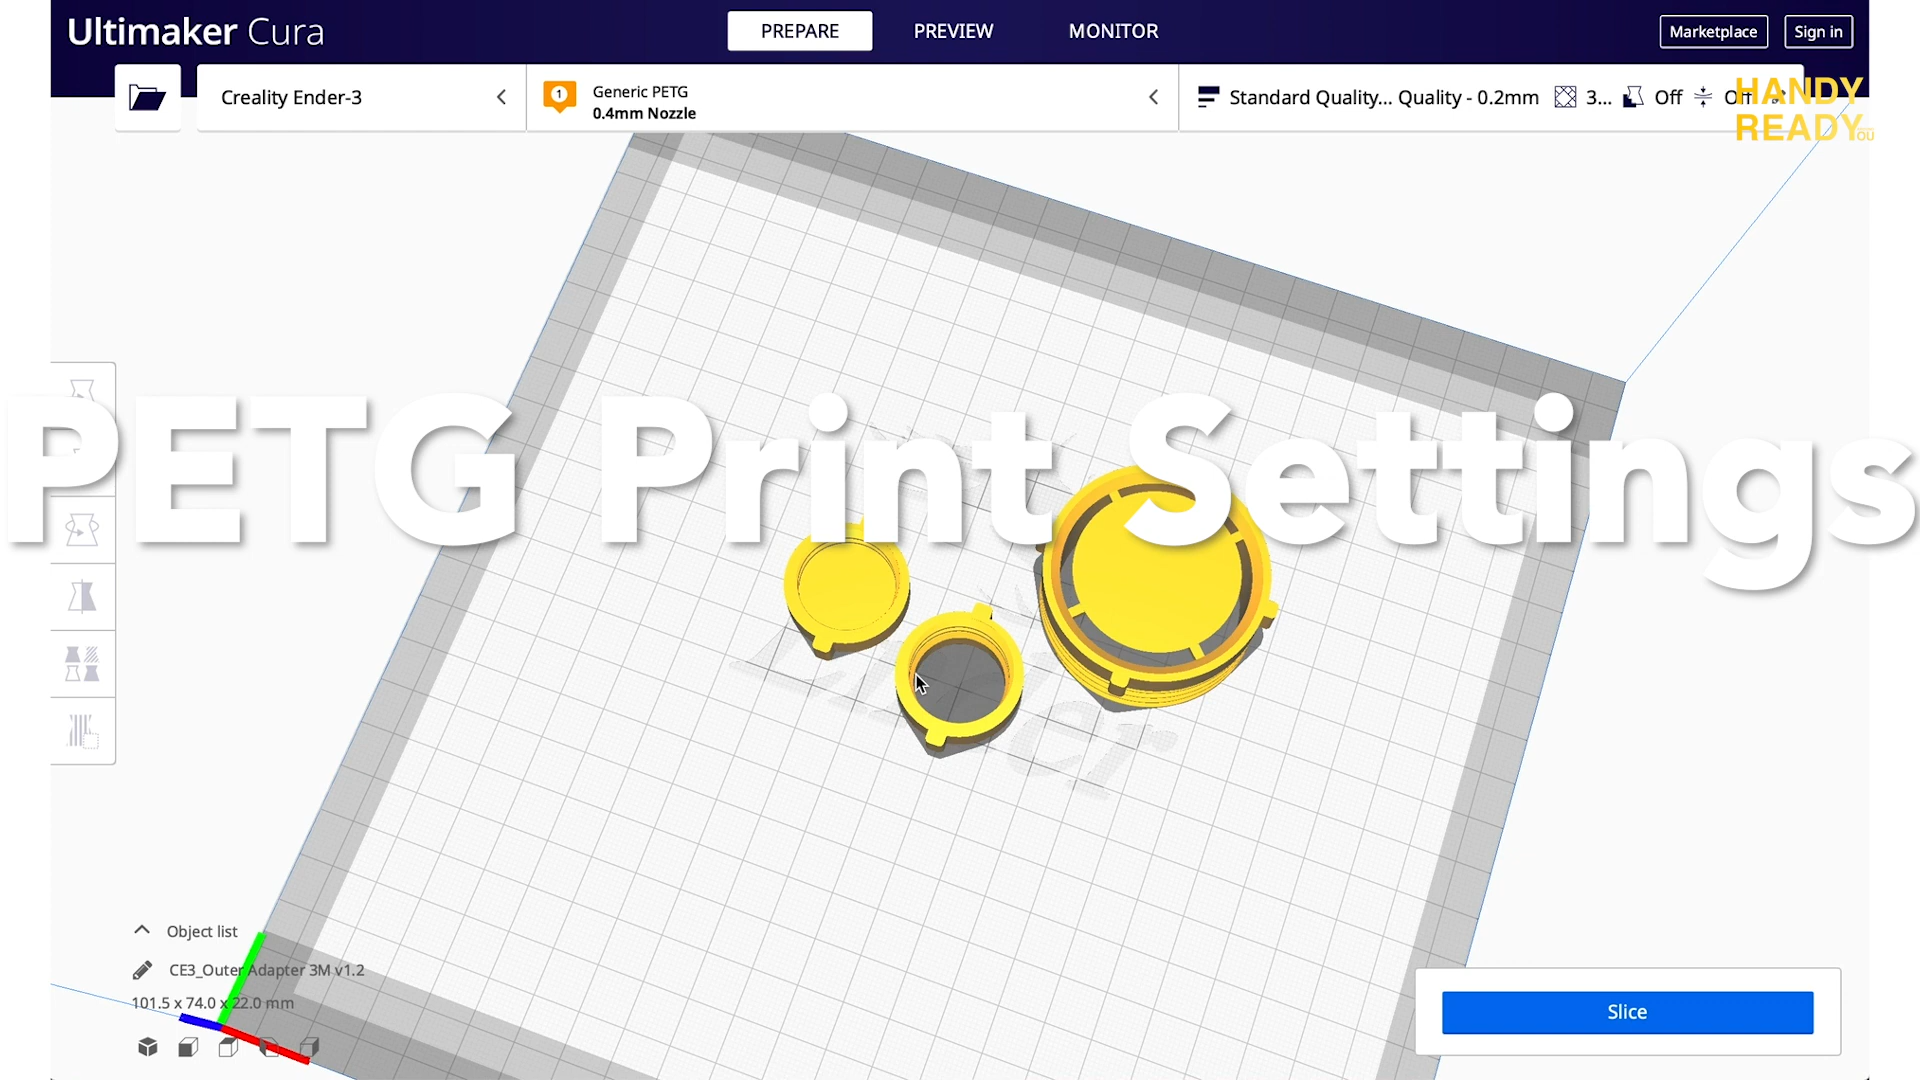 Ultimaker Cura
PREPARE
PREVIEW
MONITOR
Marketplace
Sign in
Creality Ender-3
1
Generic PETG
0.4mm Nozzle
Standard Quality... Quality - 0.2mm
3...
Off
HANDY
READY
PETG Print Settings
Ender
Object list
CE3_Outer Adapter 3M v1.2
101.5 x 74.0 x 22.0 mm
Slice